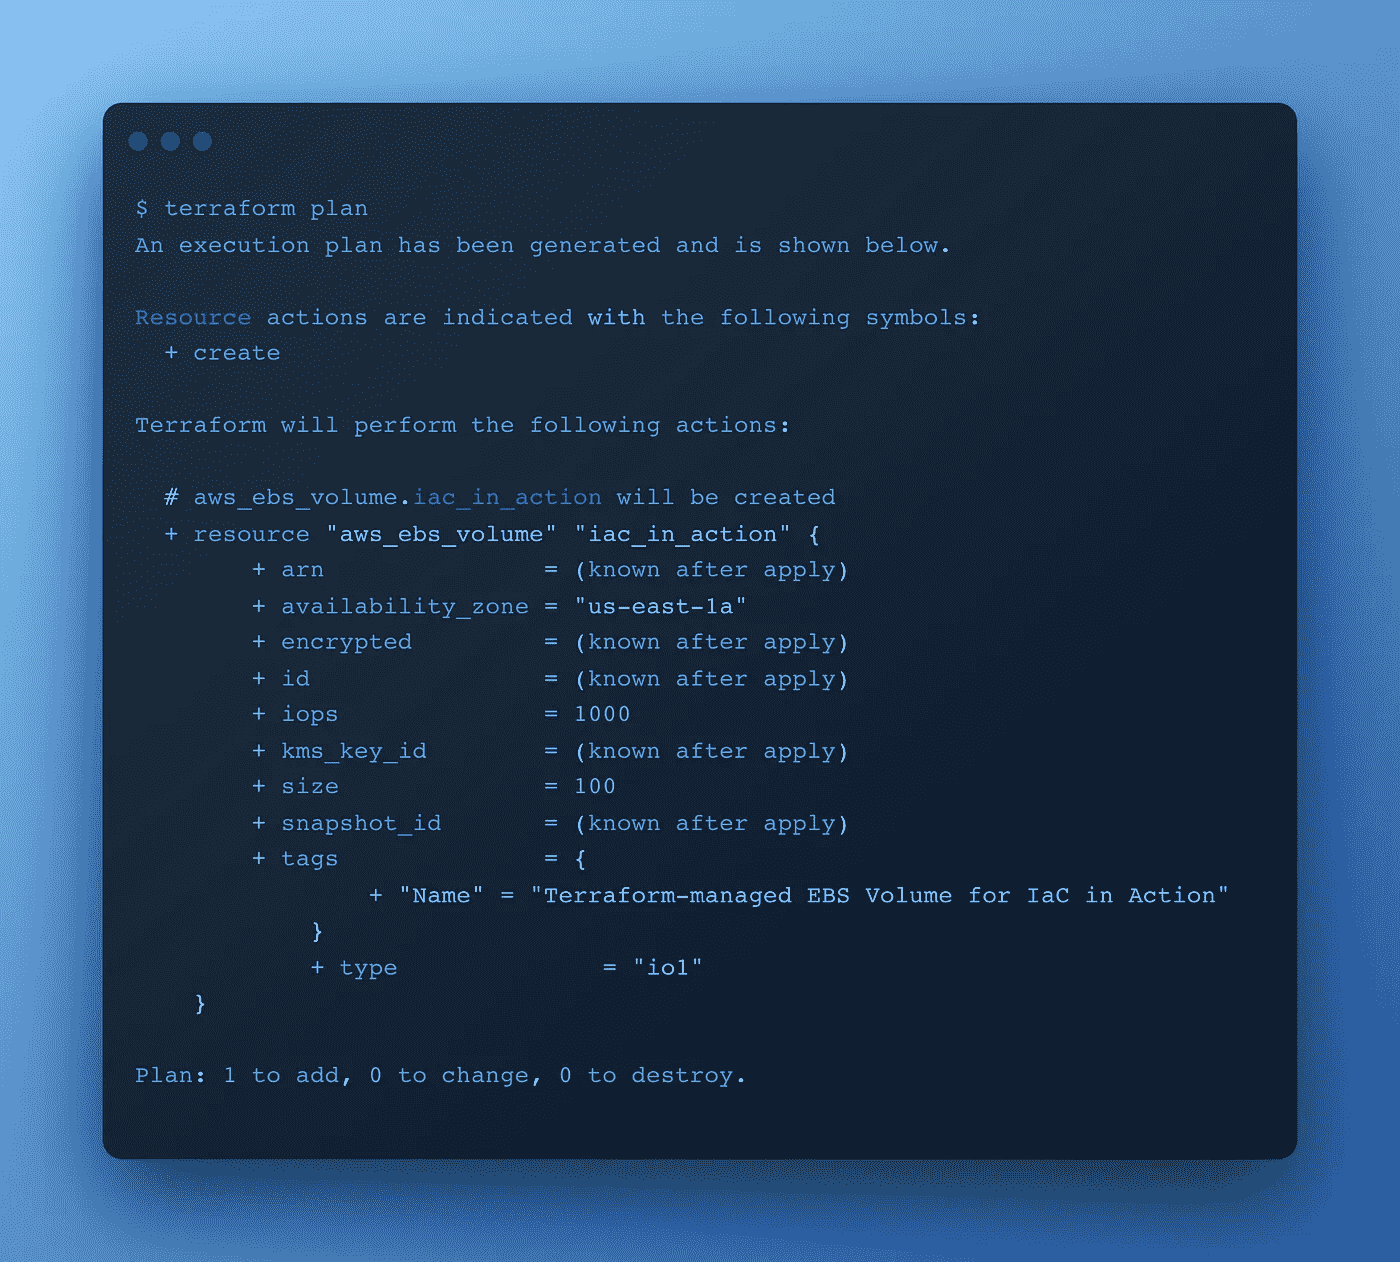 $ terraform plan
An execution plan has been generated and is shown below.
Resource actions are indicated with the following symbols:
+ create
Terraform will perform the following actions:
# aws_ebs_volume.iac_in_action will be created
+ resource "aws_ebs_volume" "iac_in_action" {
+ arn = (known after apply)
+ availability_zone = "us-east-1a"
+ encrypted = (known after apply)
+ id = (known after apply)
+ iops = 1000
+ kms_key_id = (known after apply)
+ size = 100
+ snapshot_id = (known after apply)
+ tags = {
+ "Name" = "Terraform-managed EBS Volume for IaC in Action"
}
+ type = "io1"
}
Plan: 1 to add, 0 to change, 0 to destroy.